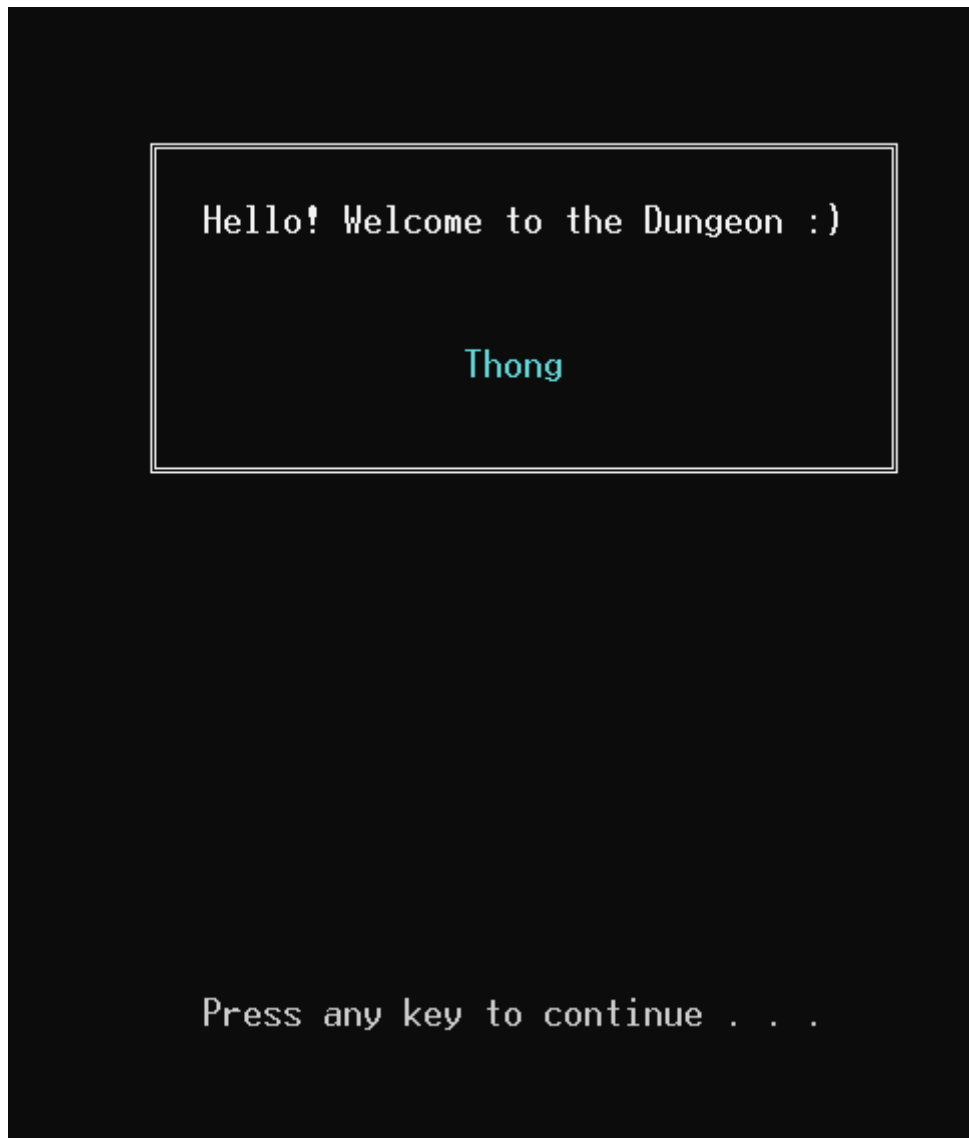 Hello! Welcome to the Dungeon :)
Thong
Press any key to continue . . .